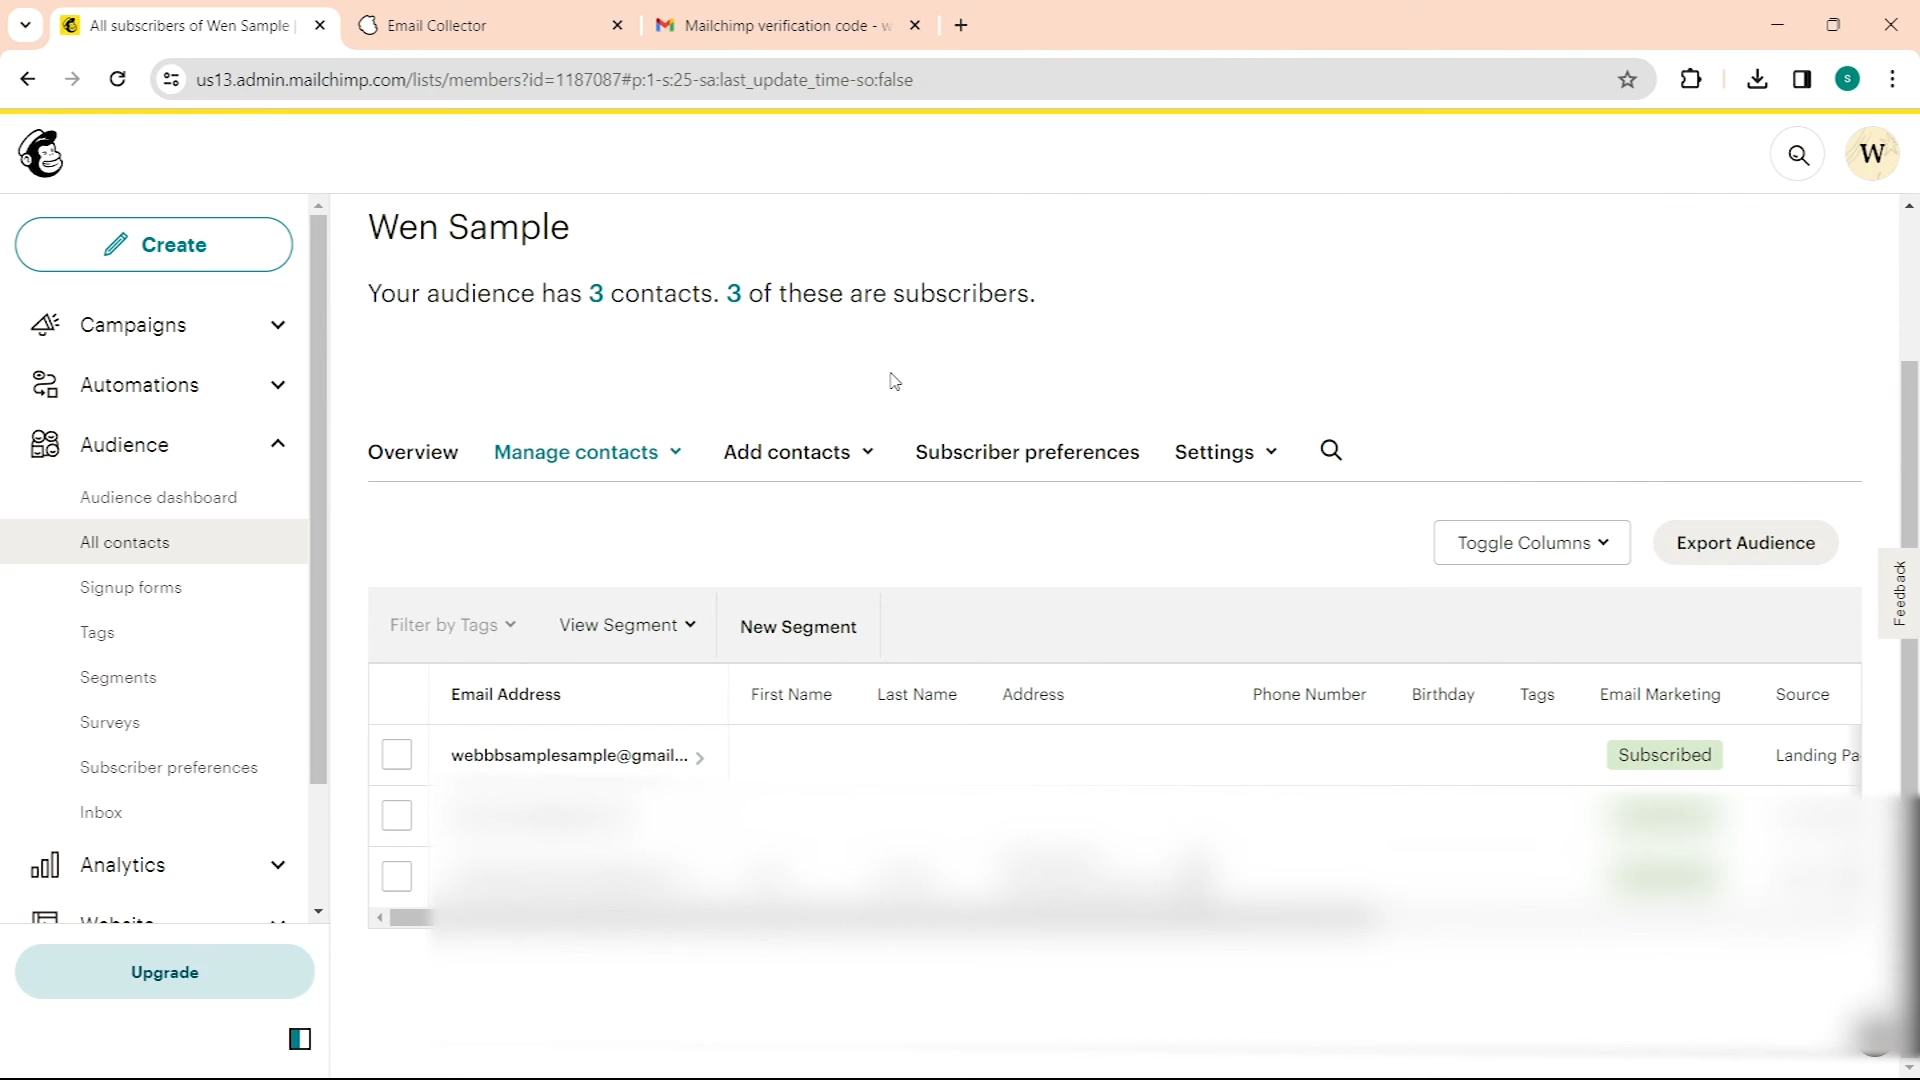 All subscribers of Wen Sample |
Email Collector
Mailchimp verification code - w
us13.admin.mailchimp.com/lists/members?id=1187087#p:1-s:25-sa:last_update_time-so:false
S
W
Create
Campaigns
Automations
Audience
Audience dashboard
All contacts
Signup forms
Tags
Segments
Surveys
Subscriber preferences
Inbox
Analytics
Website
Upgrade
Wen Sample
Your audience has 3 contacts. 3 of these are subscribers.
Overview Manage contacts Add contacts Subscriber preferences Settings
Toggle Columns Export Audience
Feedback
Filter by Tags View Segment New Segment
Email Address First Name Last Name Address Phone Number Birthday Tags Email Marketing Source
webbbsamplesample@gmail... Subscribed Landing Pa